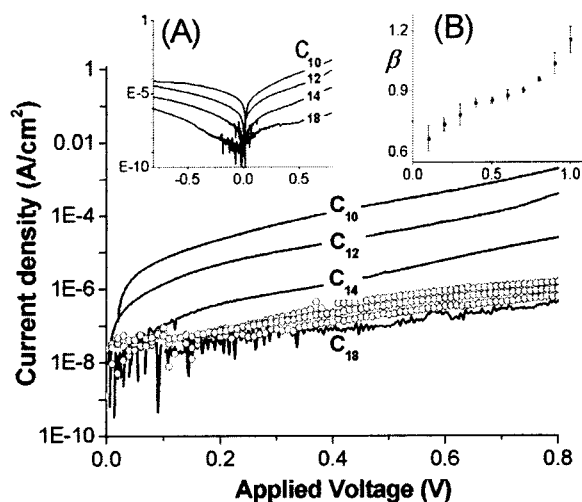 (A)
(B)
1
C10
12
14
18
E-5
E-10
-0.5
0.0
0.5
β
1.2
0.9
0.6
0.0
0.5
1.0
Current density (A/cm²)
1
0.01
1E-4
1E-6
1E-8
1E-10
C10
C12
C14
C18
0.0
0.2
0.4
0.6
0.8
Applied Voltage (V)